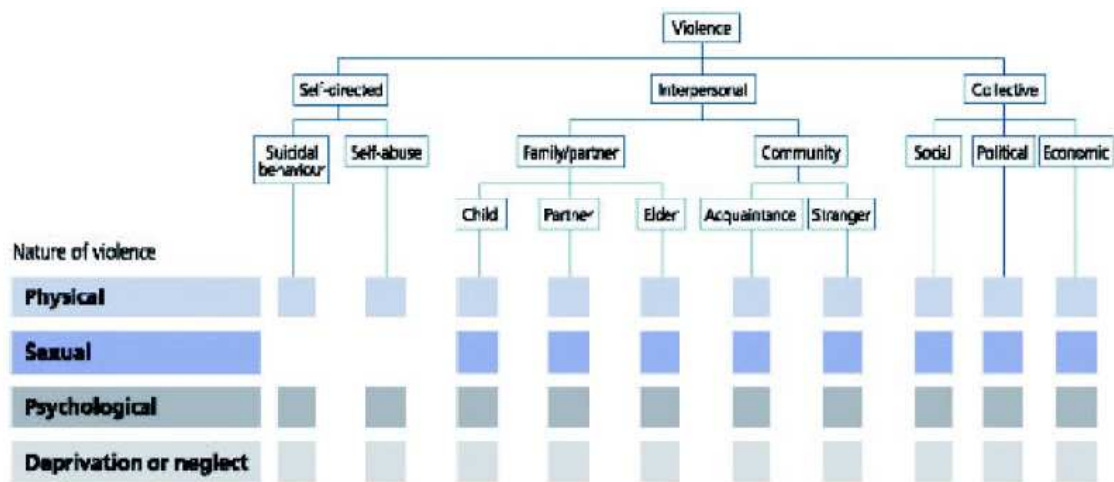 Violence
Self-directed Interpersonal Collective
Suicidal Self-abuse Family/partner Community Social Political Economic
behaviour
Child Partner Elder Acquaintance Stranger
Nature of violence
Physical
Sexual
Psychological
Deprivation or neglect